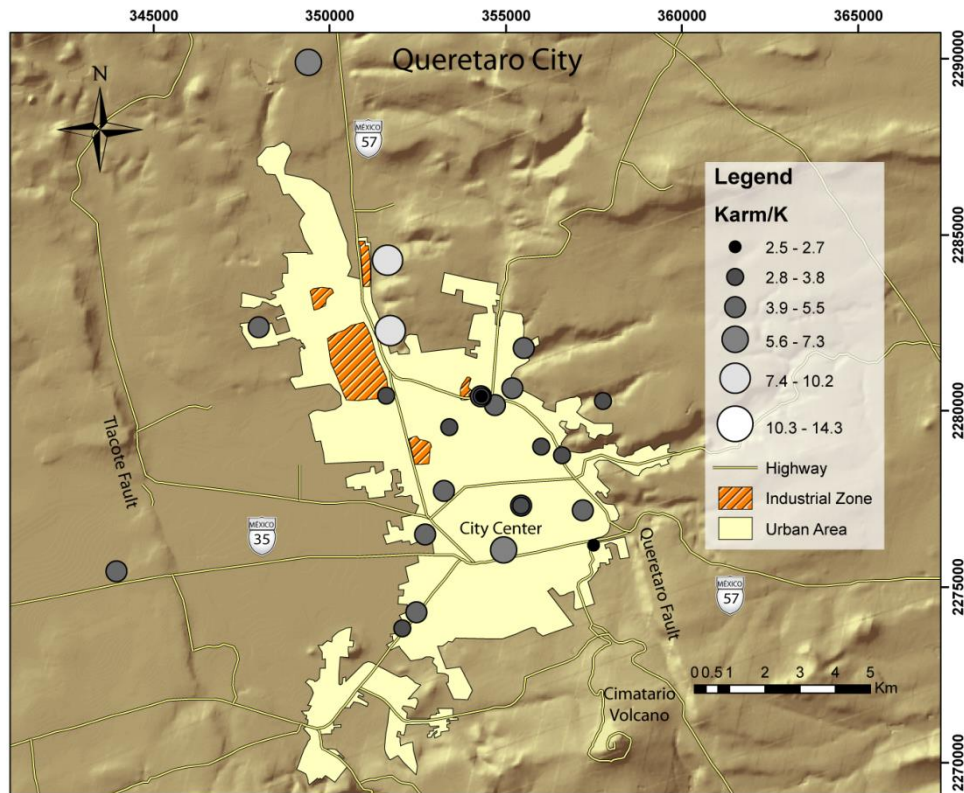 345000 350000 355000 360000 365000
Queretaro City
N
2290000
MÉXICO
57
Legend
Karm/K
2.5 - 2.7
2.8 - 3.8
3.9 - 5.5
5.6 - 7.3
7.4 - 10.2
10.3 - 14.3
Highway
Industrial Zone
Urban Area
2285000
2280000
Tlacote Fault
City Center
MÉXICO
35
Queretaro Fault
2275000
MÉXICO
57
0 0.5 1 2 3 4 5
Km
Cimatario
Volcano
2270000